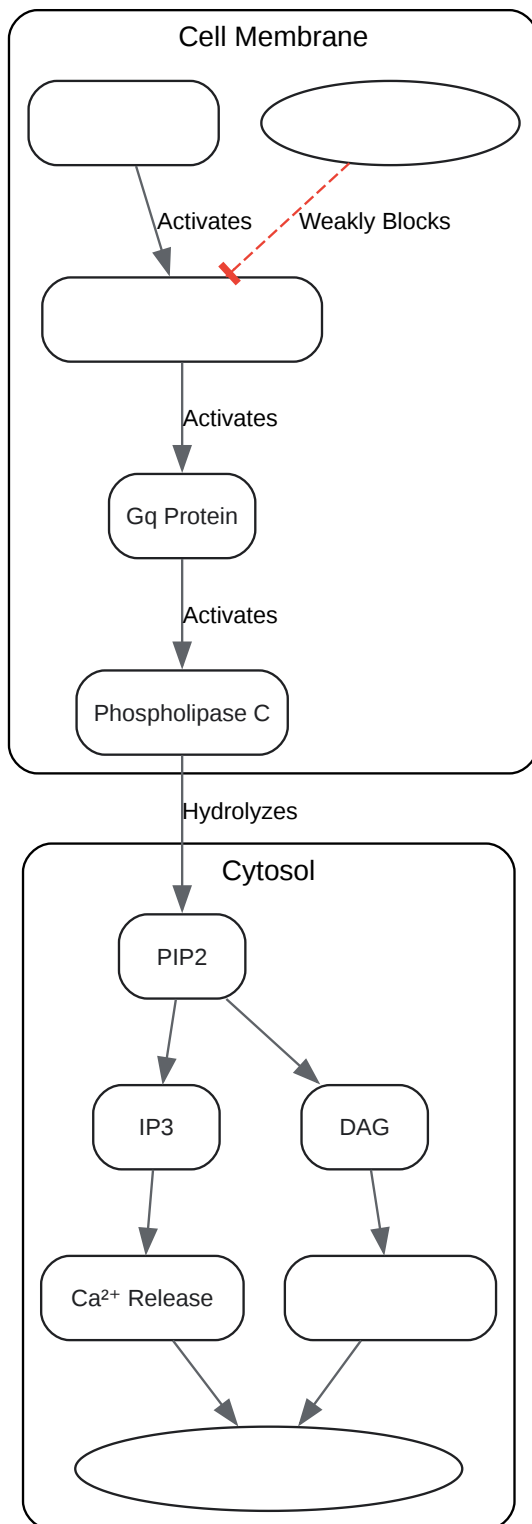 Cell Membrane
Activates
Weakly Blocks
Activates
Gq Protein
Activates
Phospholipase C
Hydrolyzes
Cytosol
PIP2
IP3
DAG
Ca²⁺ Release